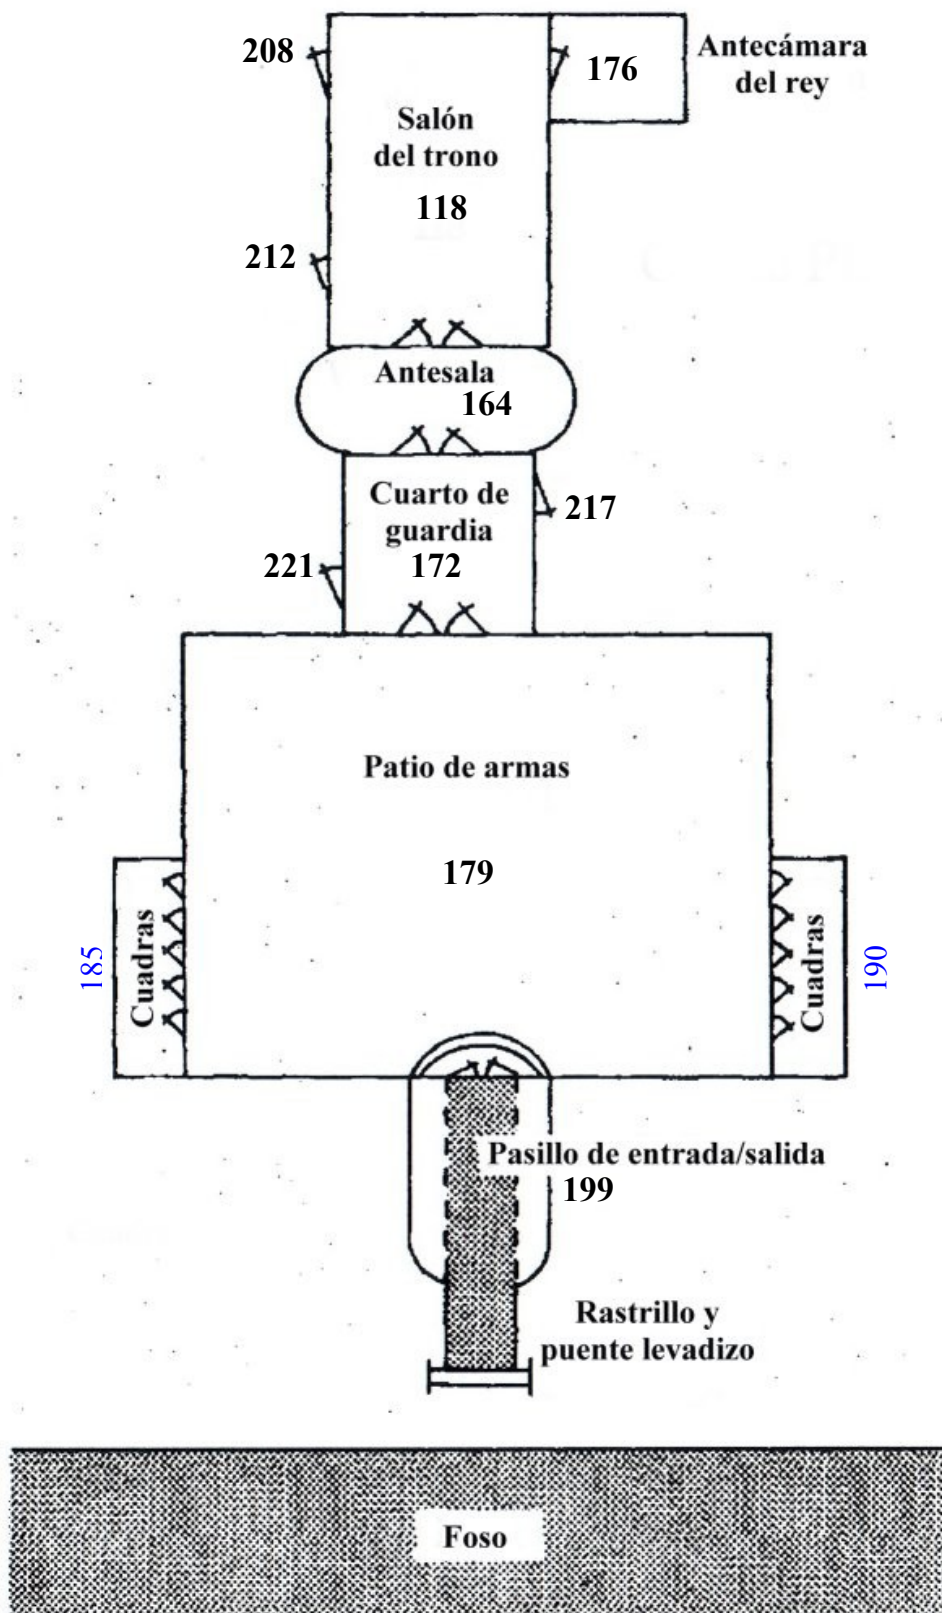 208
176
Antecámara
del rey
Salón
del trono
118
212
Antesala
164
Cuarto de
guardia
172
217
221
Patio de armas
179
185
Cuadras
Cuadras
190
Pasillo de entrada/salida
199
Rastrillo y
puente levadizo
Foso